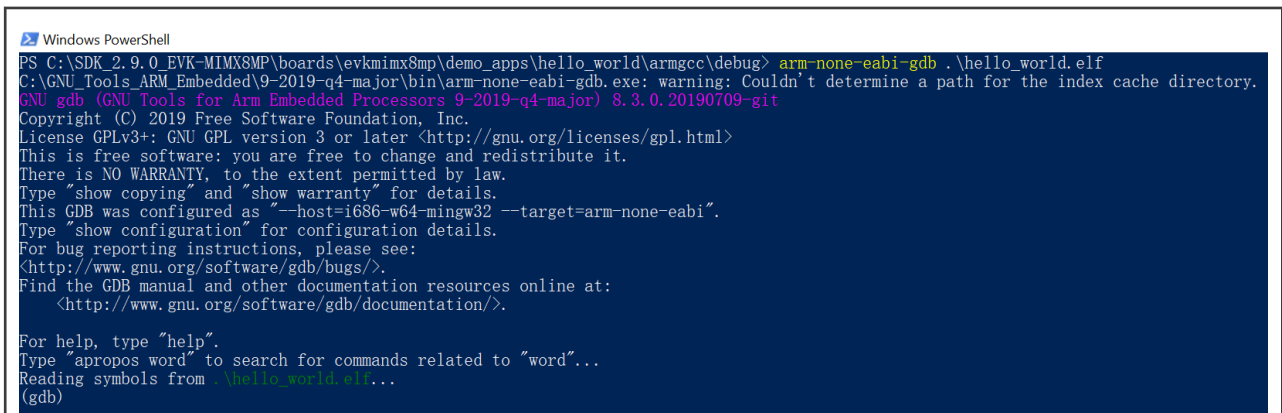 Windows PowerShell
PS C:\SDK_2.9.0_EVK-MIMX8MP\boards\evkmimx8mp\demo_apps\hello_world\armgcc\debug> arm-none-eabi-gdb .\hello_world.elf
C:\GNU_Tools_ARM_Embedded\9-2019-q4-major\bin\arm-none-eabi-gdb.exe: warning: Couldn't determine a path for the index cache directory.
GNU gdb (GNU Tools for Arm Embedded Processors 9-2019-q4-major) 8.3.0.20190709-git
Copyright (C) 2019 Free Software Foundation, Inc.
License GPLv3+: GNU GPL version 3 or later <http://gnu.org/licenses/gpl.html>
This is free software: you are free to change and redistribute it.
There is NO WARRANTY, to the extent permitted by law.
Type "show copying" and "show warranty" for details.
This GDB was configured as "--host=i686-w64-mingw32 --target=arm-none-eabi".
Type "show configuration" for configuration details.
For bug reporting instructions, please see:
<http://www.gnu.org/software/gdb/bugs/>.
Find the GDB manual and other documentation resources online at:
    <http://www.gnu.org/software/gdb/documentation/>.

For help, type "help".
Type "apropos word" to search for commands related to "word"...
Reading symbols from .\hello_world.elf...
(gdb)